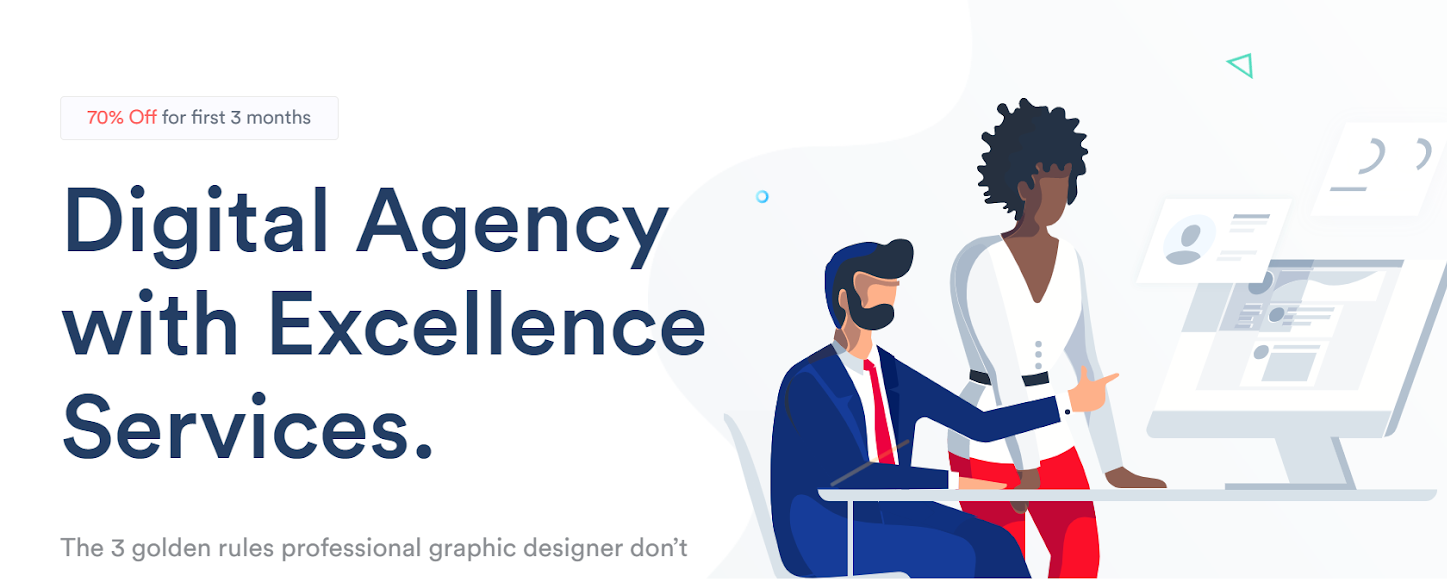 70% Off for first 3 months
Digital Agency
with Excellence
Services.
The 3 golden rules professional graphic designer don’t